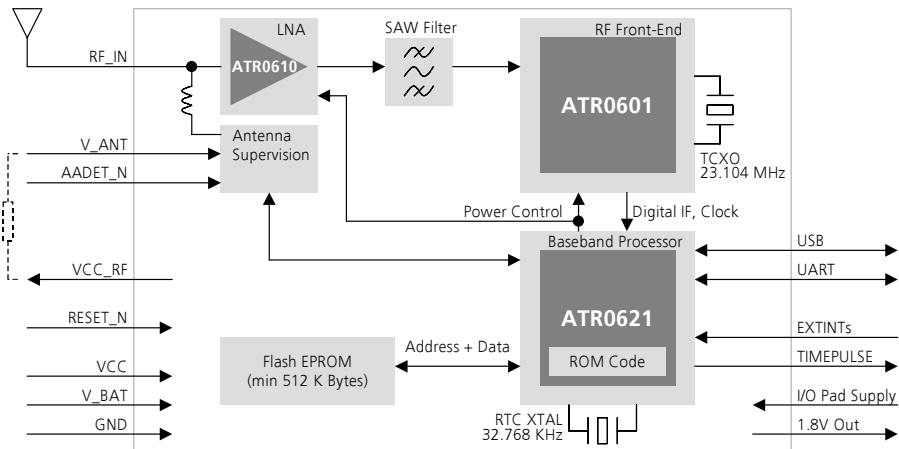 LNA
SAW Filter
RF Front-End
RF_IN
ATR0610
ATR0601
Antenna
Supervision
V_ANT
AADET_N
TCXO
23.104 MHz
Power Control
Digital IF, Clock
Baseband Processor
USB
VCC_RF
UART
RESET_N
ATR0621
EXTINTs
Address + Data
TIMEPULSE
Flash EPROM
(min 512 K Bytes)
ROM Code
VCC
V_BAT
I/O Pad Supply
RTC XTAL
32.768 KHz
GND
1.8V Out